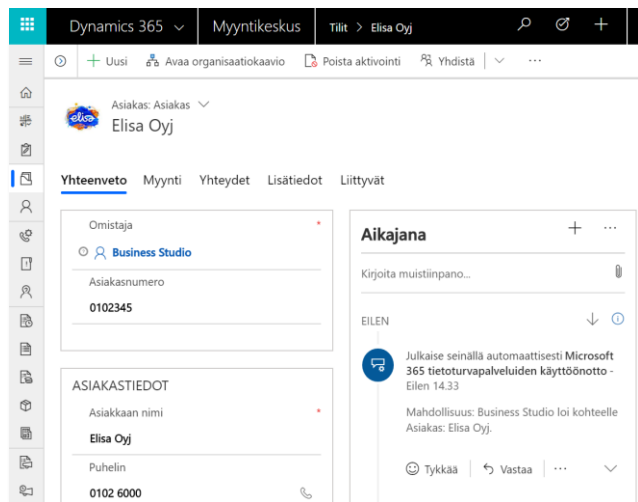 Dynamics 365 Myyntikeskus Tilit > Elisa Oyj
Uusi Avaa organisaatiokaavio Poista aktivointi Yhdistä
elisa
Asiakas: Asiakas
Elisa Oyj
Yhteenveto Myynti Yhteydet Lisätiedot Liittyvät
Omistaja *
Business Studio
Asiakasnumero
0102345
ASIAKASTIEDOT
Asiakkaan nimi *
Elisa Oyj
Puhelin
0102 6000
Aikajana
Kirjoita muistiinpano...
EILEN
Julkaise seinällä automaattisesti Microsoft
365 tietoturvapalveluiden käyttöönotto -
Eilen 14.33
Mahdollisuus: Business Studio loi kohteelle
Asiakas: Elisa Oyj.
Tykkää Vastaa